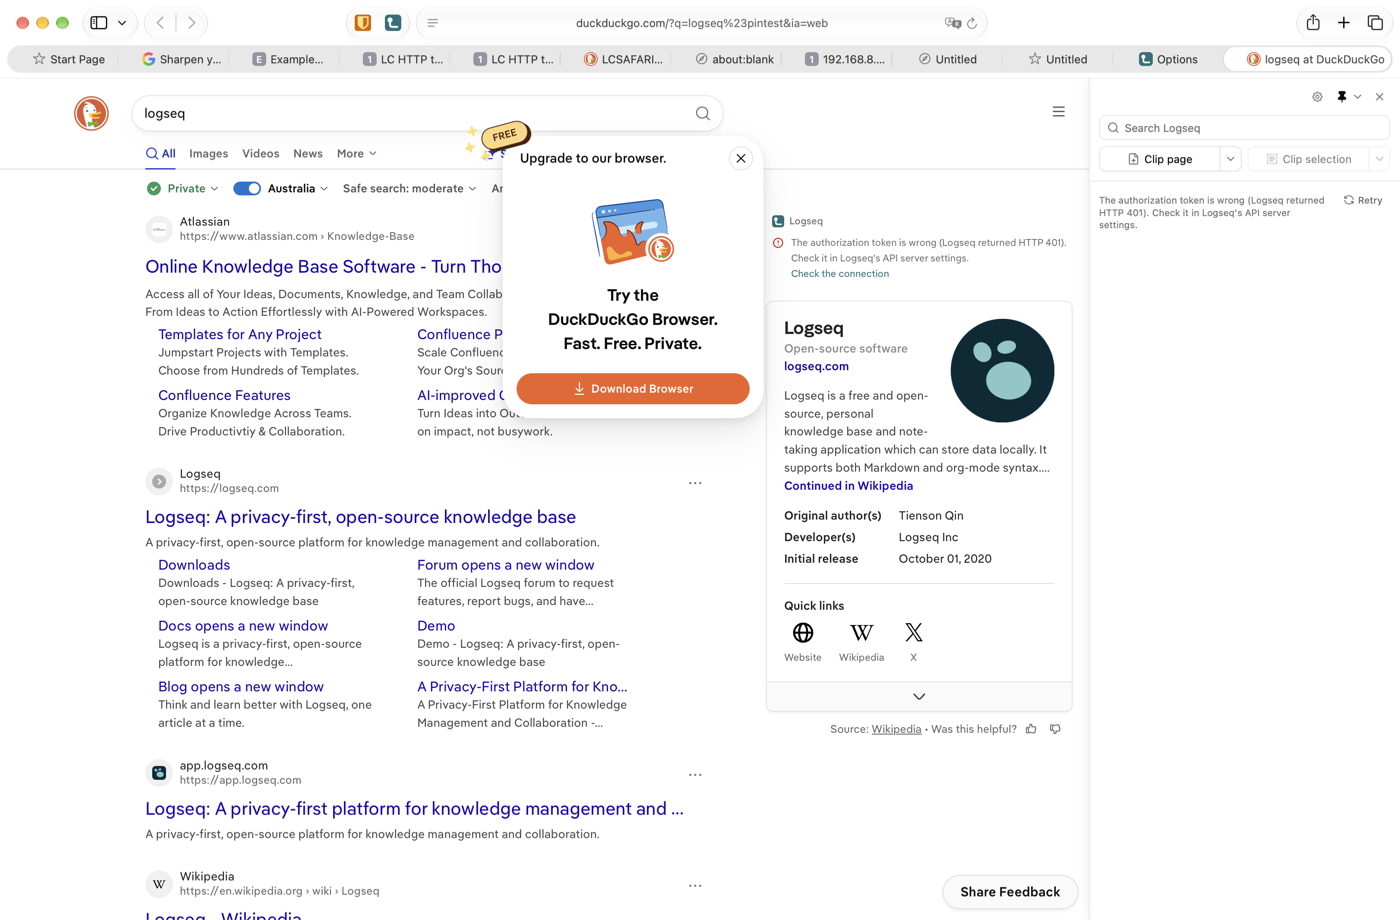 duckduckgo.com/?q=logseq%23pintest&ia=web
Start Page
Sharpen y...
E Example...
1 LC HTTP t...
1 LC HTTP t...
LCSAFARI...
about:blank
1 192.168.8....
Untitled
Untitled
Options
logseq at DuckDuckGo
logseq
All
Images
Videos
News
More
Private
Australia
Safe search: moderate
Atlassian
https://www.atlassian.com › Knowledge-Base
Online Knowledge Base Software - Turn Tho
Access all of Your Ideas, Documents, Knowledge, and Team Collab
From Ideas to Action Effortlessly with AI-Powered Workspaces.
Templates for Any Project
Jumpstart Projects with Templates.
Choose from Hundreds of Templates.
Confluence P
Scale Confluenc
Your Org's Sour
Confluence Features
Organize Knowledge Across Teams.
Drive Productivtiy & Collaboration.
AI-improved
Turn Ideas into Ou
on impact, not busywork.
Logseq
https://logseq.com
Logseq: A privacy-first, open-source knowledge base
A privacy-first, open-source platform for knowledge management and collaboration.
Downloads
Downloads - Logseq: A privacy-first,
open-source knowledge base
Forum opens a new window
The official Logseq forum to request
features, report bugs, and have...
Docs opens a new window
Logseq is a privacy-first, open-source
platform for knowledge...
Demo
Demo - Logseq: A privacy-first, open-
source knowledge base
Blog opens a new window
Think and learn better with Logseq, one
article at a time.
A Privacy-First Platform for Kno...
A Privacy-First Platform for Knowledge
Management and Collaboration -...
app.logseq.com
https://app.logseq.com
Logseq: A privacy-first platform for knowledge management and ...
A privacy-first, open-source platform for knowledge management and collaboration.
W
Wikipedia
https://en.wikipedia.org › wiki › Logseq
Logseq - Wikipedia
FREE
Upgrade to our browser.
Try the
DuckDuckGo Browser.
Fast. Free. Private.
Download Browser
Logseq
The authorization token is wrong (Logseq returned HTTP 401).
Check it in Logseq's API server settings.
Check the connection
Logseq
Open-source software
logseq.com
Logseq is a free and open-
source, personal
knowledge base and note-
taking application which can store data locally. It
supports both Markdown and org-mode syntax....
Continued in Wikipedia
Original author(s) Tienson Qin
Developer(s) Logseq Inc
Initial release October 01, 2020
Quick links
Website
W
Wikipedia
X
Source: Wikipedia • Was this helpful?
Share Feedback
Search Logseq
Clip page
Clip selection
The authorization token is wrong (Logseq returned
HTTP 401). Check it in Logseq's API server
settings.
Retry